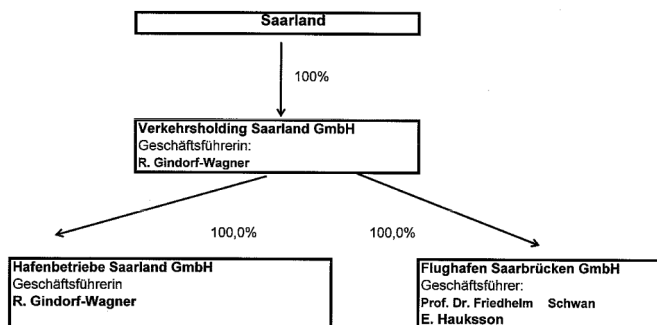 Saarland
100%
Verkehrsholding Saarland GmbH
Geschäftsführerin:
R. Gindorf-Wagner
100,0%
100,0%
Hafenbetriebe Saarland GmbH
Geschäftsführerin
R. Gindorf-Wagner
Flughafen Saarbrücken GmbH
Geschäftsführer:
Prof. Dr. Friedhelm Schwan
E. Hauksson